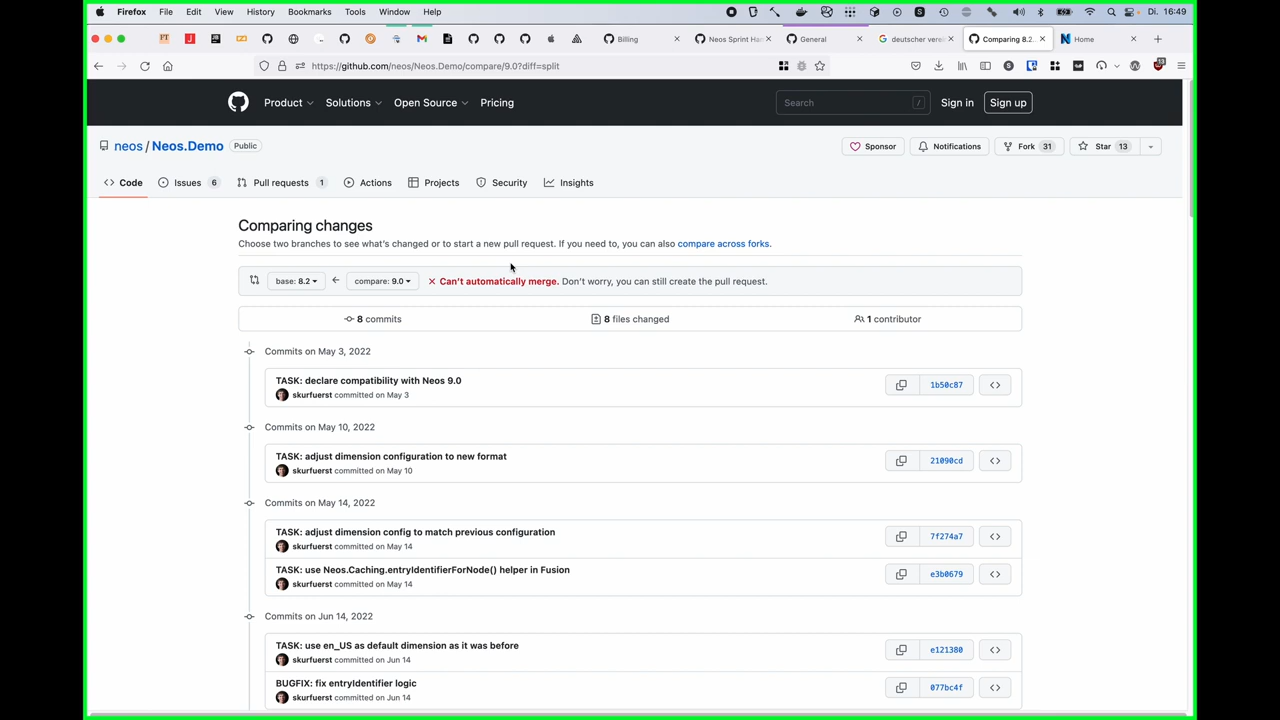 Firefox File Edit View History Bookmarks Tools Window Help Di. 16:49
Billing Neos Sprint Ha General deutscher verei Comparing 8.2. Home
https://github.com/neos/Neos.Demo/compare/9.0?diff=split
Product Solutions Open Source Pricing Search / Sign in Sign up
neos / Neos.Demo Public Sponsor Notifications Fork 31 Star 13
Code Issues 6 Pull requests 1 Actions Projects Security Insights
Comparing changes
Choose two branches to see what's changed or to start a new pull request. If you need to, you can also compare across forks.
base: 8.2 compare: 9.0 Can't automatically merge. Don't worry, you can still create the pull request.
8 commits 8 files changed 1 contributor
Commits on May 3, 2022
TASK: declare compatibility with Neos 9.0
skurfuerst committed on May 3
1b50c87
Commits on May 10, 2022
TASK: adjust dimension configuration to new format
skurfuerst committed on May 10
21090cd
Commits on May 14, 2022
TASK: adjust dimension config to match previous configuration
skurfuerst committed on May 14
7f274a7
TASK: use Neos.Caching.entryIdentifierForNode() helper in Fusion
skurfuerst committed on May 14
e3b0679
Commits on Jun 14, 2022
TASK: use en_US as default dimension as it was before
skurfuerst committed on Jun 14
e121380
BUGFIX: fix entryIdentifier logic
skurfuerst committed on Jun 14
077bc4f